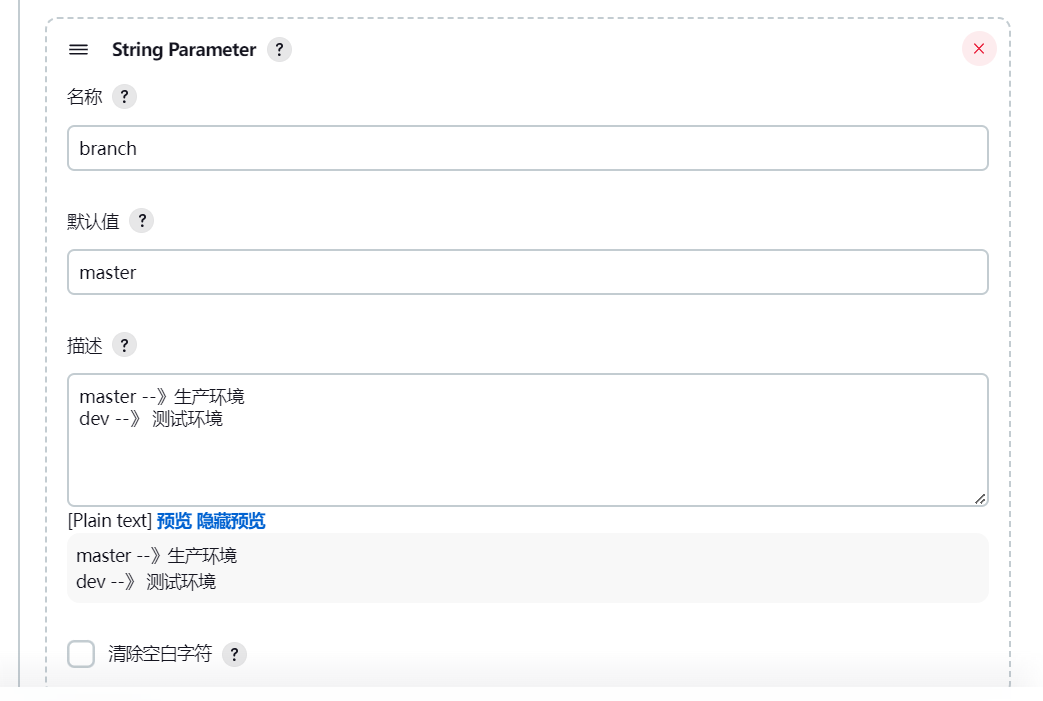 String Parameter ?
名称 ?
branch
默认值 ?
master
描述 ?
master --》生产环境
dev --》 测试环境
[Plain text] 预览 隐藏预览
master --》生产环境
dev --》 测试环境
清除空白字符 ?